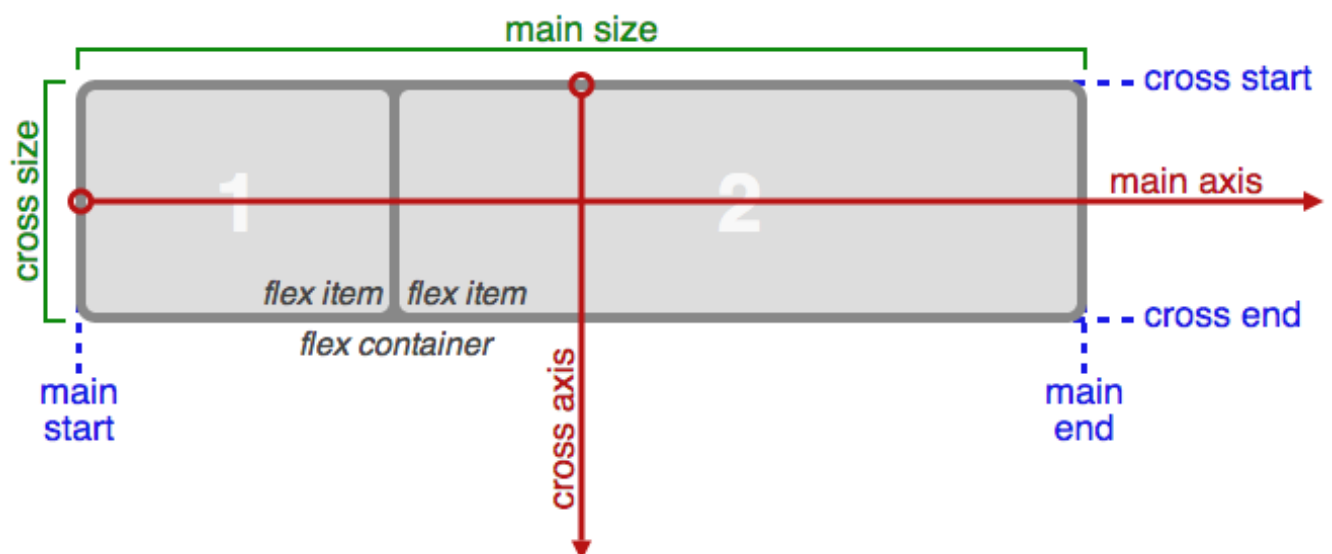 main size
cross start
cross size
1
2
main axis
flex item
flex item
cross end
flex container
cross axis
main
start
main
end